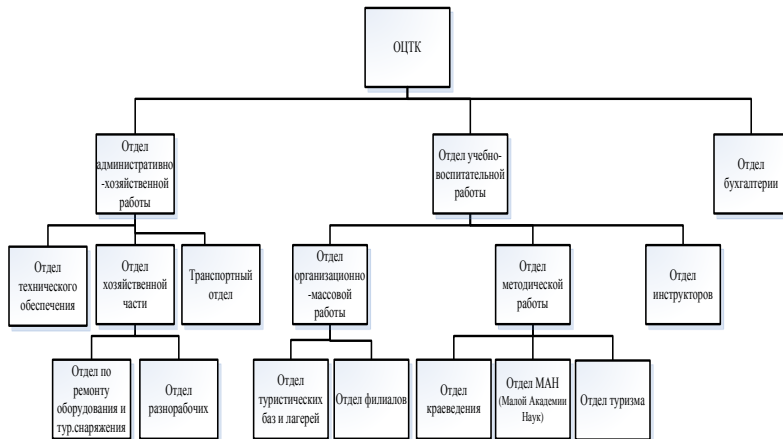 ОЦТК
Отдел
административно
-хозяйственной
работы
Отдел учебно-
воспитательной
работы
Отдел
бухгалтерии
Отдел
технического
обеспечения
Отдел
хозяйственной
части
Транспортный
отдел
Отдел
организационно
-массовой
работы
Отдел
методической
работы
Отдел
инструкторов
Отдел по
ремонту
оборудования и
тур.снаряжения
Отдел
разнорабочих
Отдел
туристических
баз и лагерей
Отдел филиалов
Отдел
краеведения
Отдел МАН
(Малой Академии
Наук)
Отдел туризма